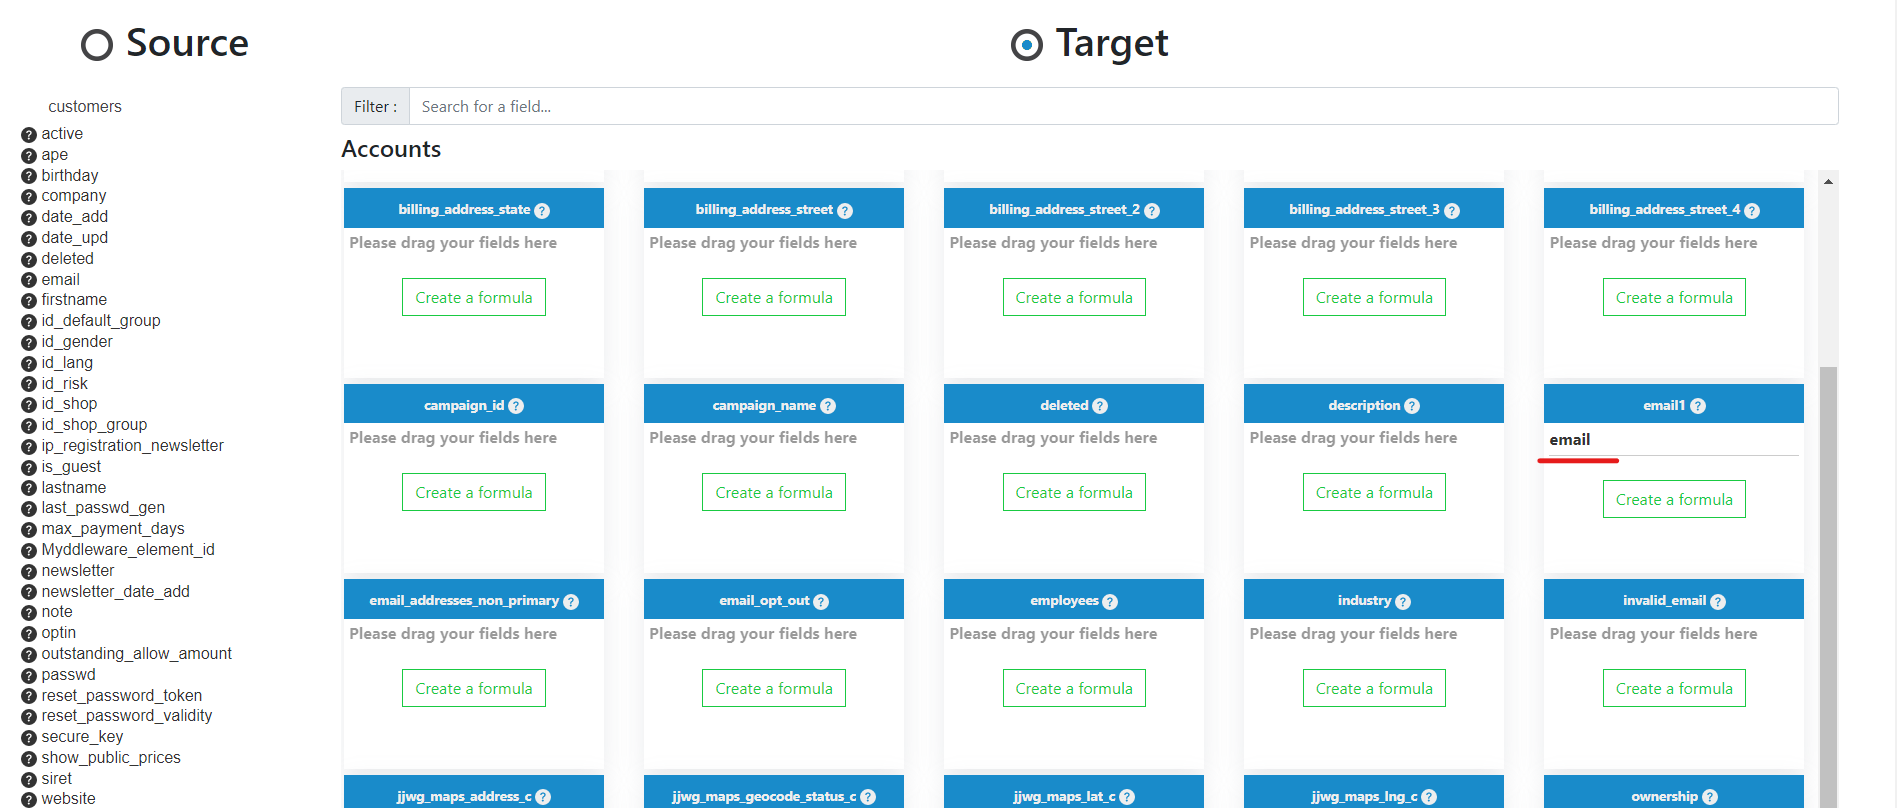 Source
Target
customers
active
ape
birthday
company
date_add
date_upd
deleted
email
firstname
id_default_group
id_gender
id_lang
id_risk
id_shop
id_shop_group
ip_registration_newsletter
is_guest
lastname
last_passwd_gen
max_payment_days
Myddleware_element_id
newsletter
newsletter_date_add
note
optin
outstanding_allow_amount
passwd
reset_password_token
reset_password_validity
secure_key
show_public_prices
siret
website
Filter : Search for a field...
Accounts
billing_address_state ? billing_address_street ? billing_address_street_2 ? billing_address_street_3 ? billing_address_street_4 ?
Please drag your fields here Please drag your fields here Please drag your fields here Please drag your fields here Please drag your fields here
Create a formula Create a formula Create a formula Create a formula Create a formula
campaign_id ? campaign_name ? deleted ? description ? email1 ?
Please drag your fields here Please drag your fields here Please drag your fields here Please drag your fields here email
Create a formula Create a formula Create a formula Create a formula Create a formula
email_addresses_non_primary ? email_opt_out ? employees ? industry ? invalid_email ?
Please drag your fields here Please drag your fields here Please drag your fields here Please drag your fields here Please drag your fields here
Create a formula Create a formula Create a formula Create a formula Create a formula
jjwg_maps_address_c ? jjwg_maps_geocode_status_c ? jjwg_maps_lat_c ? jjwg_maps_lng_c ? ownership ?